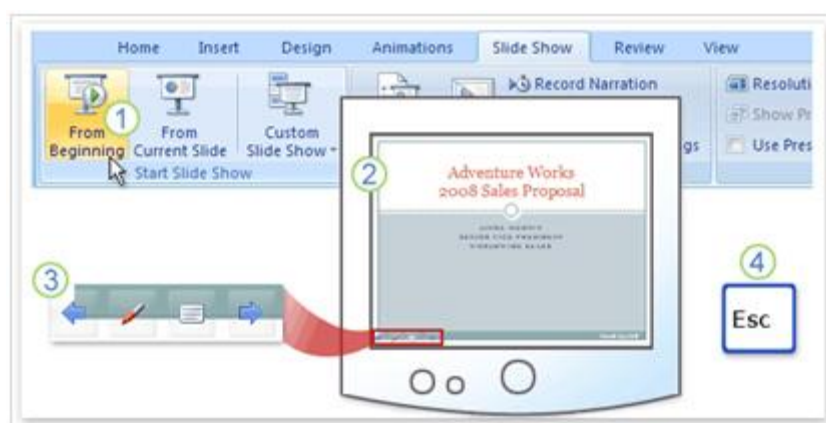 Home Insert Design Animations Slide Show Review View
Record Narration
Resoluti
From Beginning
From Current Slide
Custom Slide Show
Show Pr
gs
Use Pres
Start Slide Show
1
2
Adventure Works
2008 Sales Proposal
3
4
Esc